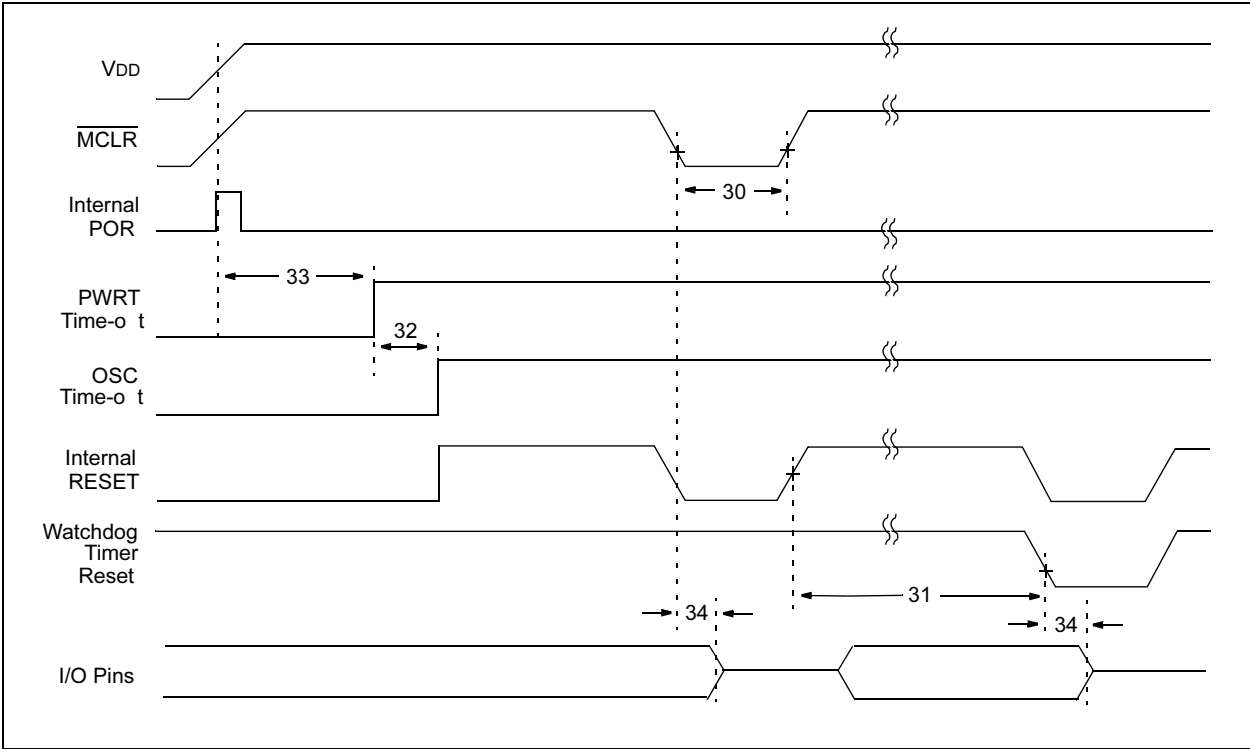 VDD
MCLR
30
Internal
POR
33
PWRT
Time-o t
32
OSC
Time-o t
Internal
RESET
Watchdog
Timer
Reset
31
34
34
I/O Pins